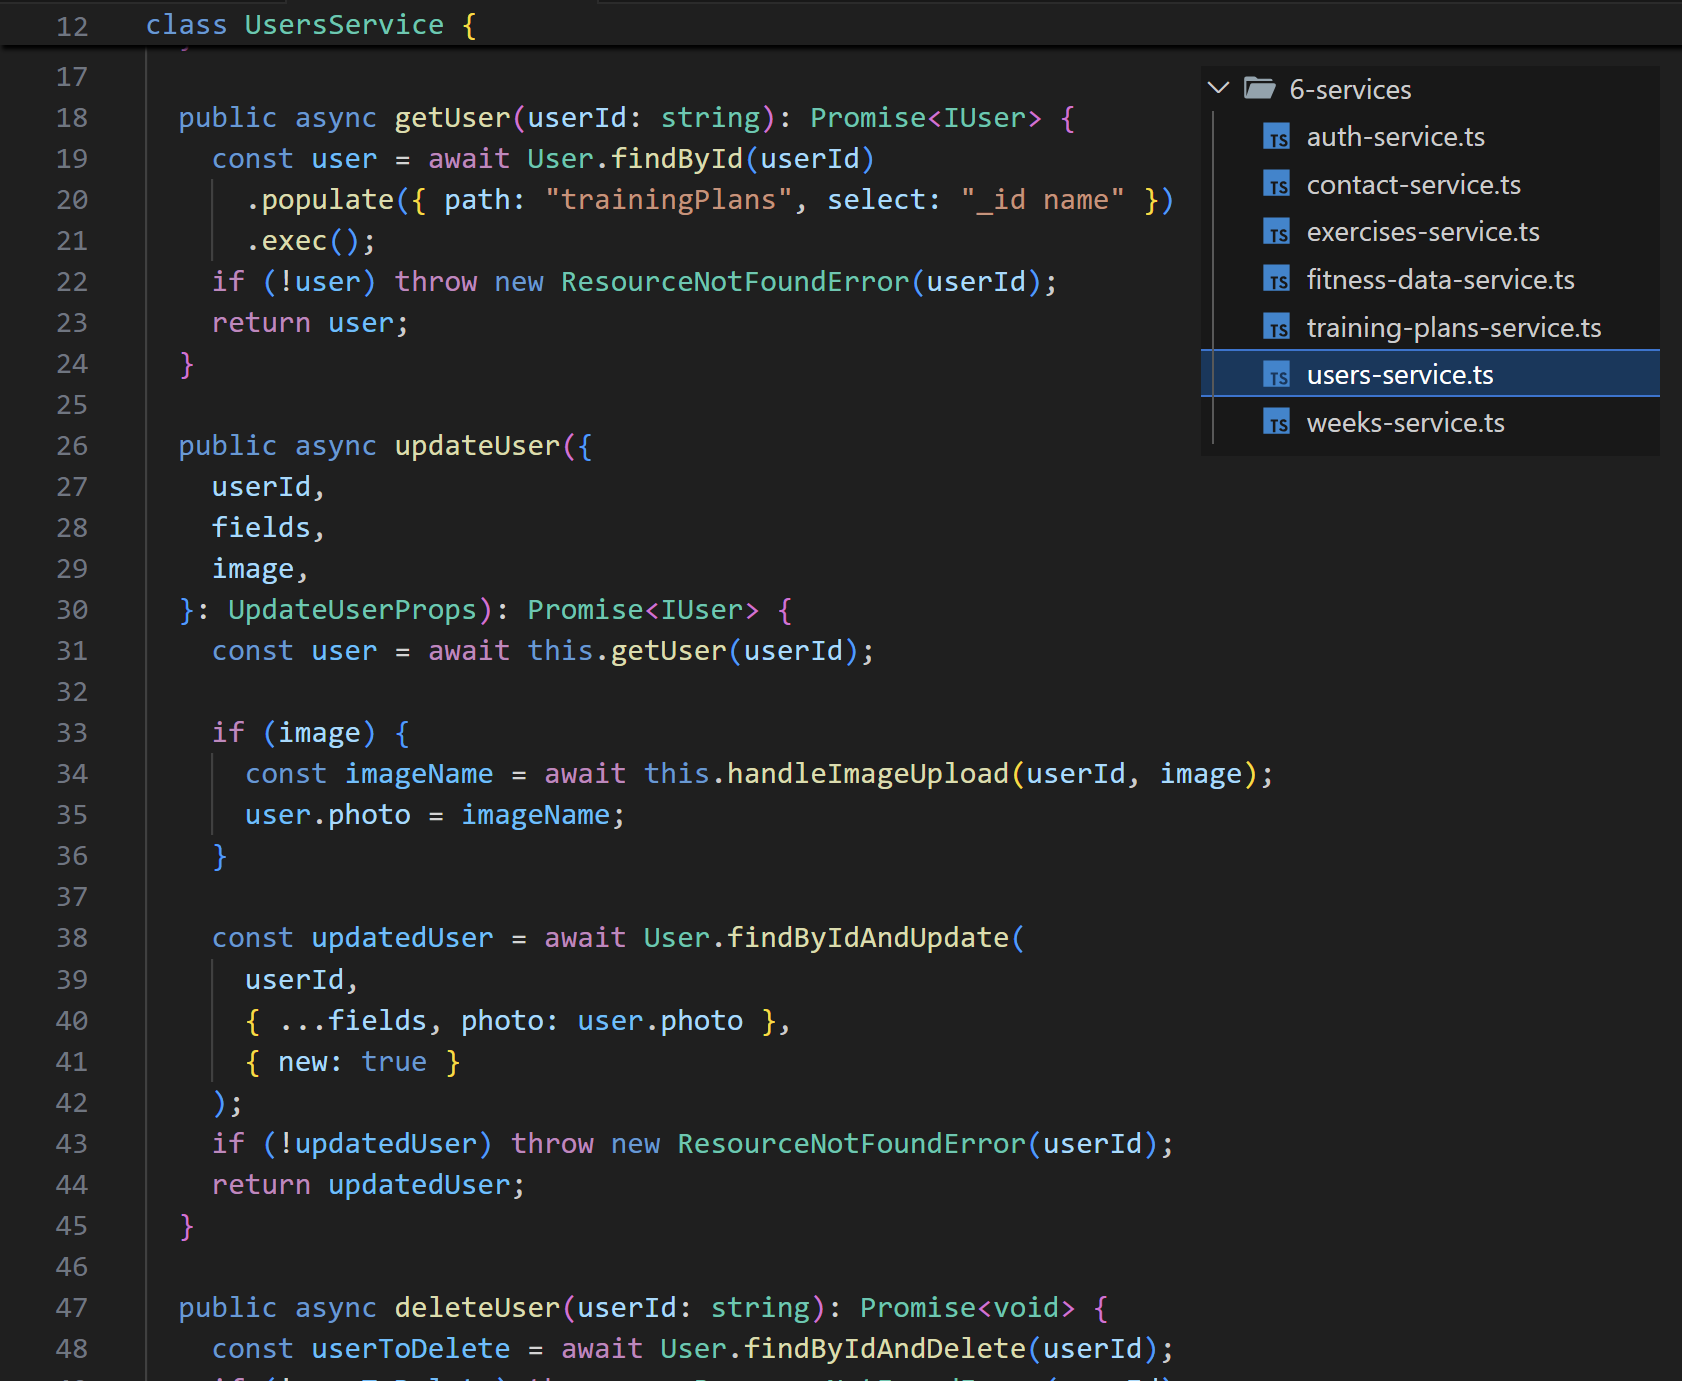 12 class UsersService {
17
18 public async getUser(userId: string): Promise<IUser> {
19 const user = await User.findById(userId)
20 .populate({ path: "trainingPlans", select: "_id name" })
21 .exec();
22 if (!user) throw new ResourceNotFoundError(userId);
23 return user;
24 }
25
26 public async updateUser({
27 userId,
28 fields,
29 image,
30 }: UpdateUserProps): Promise<IUser> {
31 const user = await this.getUser(userId);
32
33 if (image) {
34 const imageName = await this.handleImageUpload(userId, image);
35 user.photo = imageName;
36 }
37
38 const updatedUser = await User.findByIdAndUpdate(
39 userId,
40 { ...fields, photo: user.photo },
41 { new: true }
42 );
43 if (!updatedUser) throw new ResourceNotFoundError(userId);
44 return updatedUser;
45 }
46
47 public async deleteUser(userId: string): Promise<void> {
48 const userToDelete = await User.findByIdAndDelete(userId);
6-services
TS auth-service.ts
TS contact-service.ts
TS exercises-service.ts
TS fitness-data-service.ts
TS training-plans-service.ts
TS users-service.ts
TS weeks-service.ts